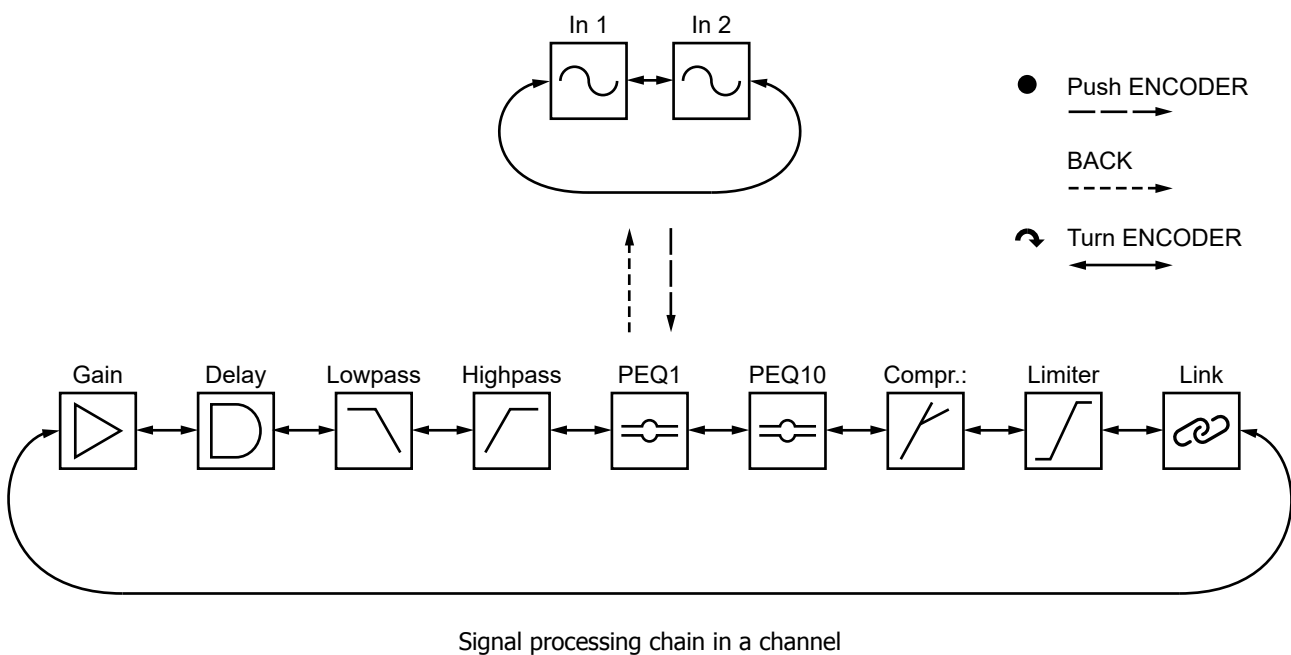 In 1
In 2
Push ENCODER
BACK
Turn ENCODER
Gain
Delay
Lowpass
Highpass
PEQ1
PEQ10
Compr.:
Limiter
Link
Signal processing chain in a channel